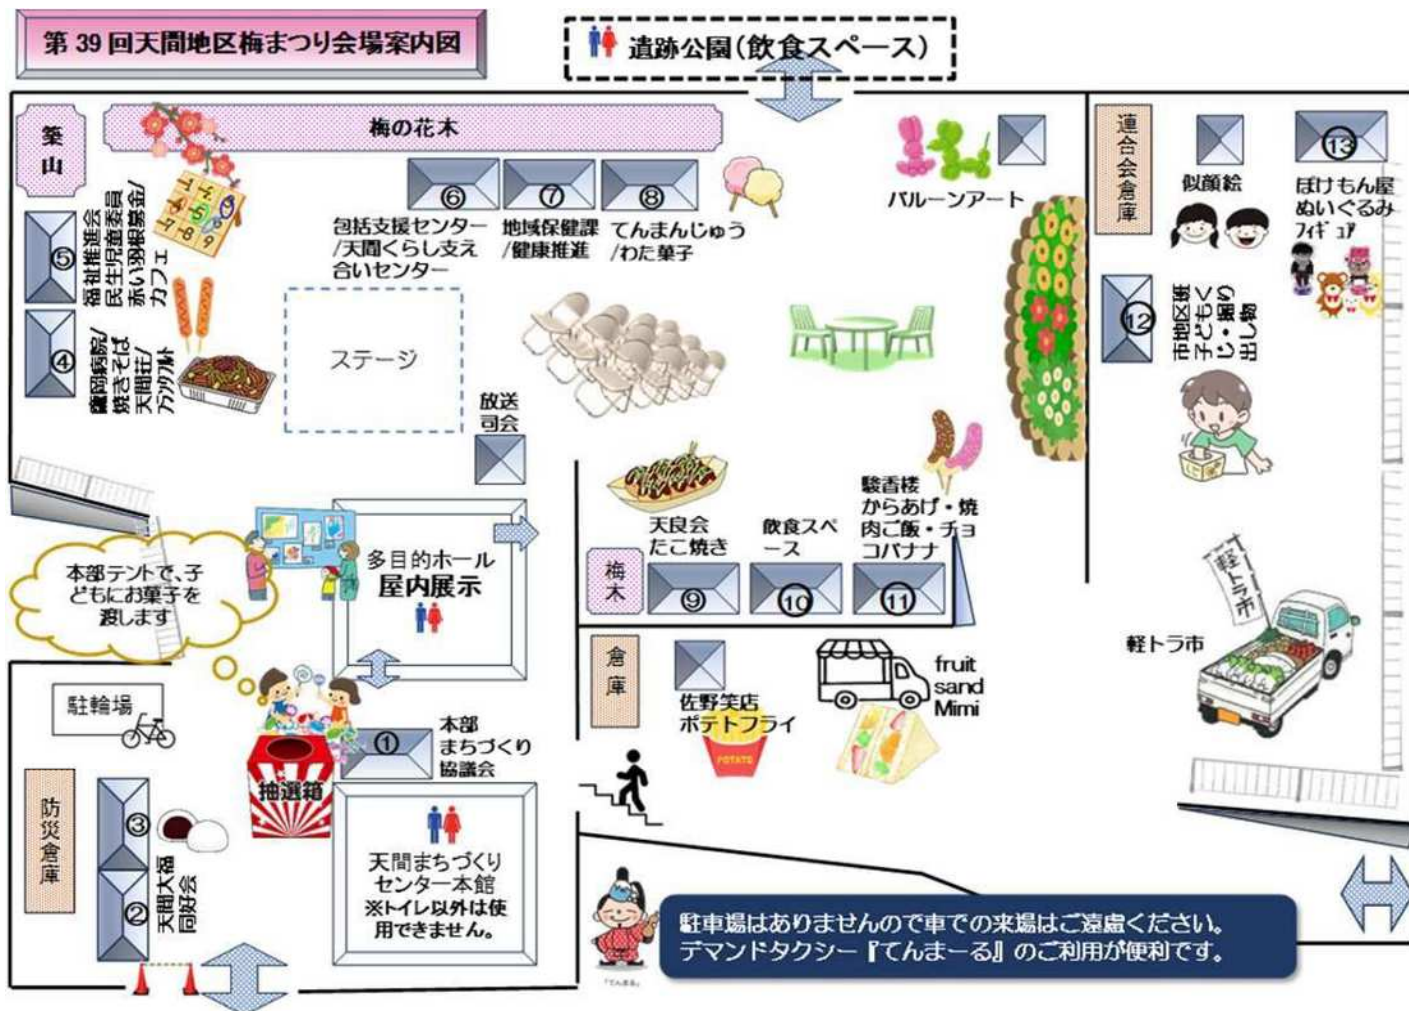 第39回天間地区梅まつり会場案内図
遺跡公園(飲食スペース)
築山
梅の花木
連合会倉庫
⑥
⑦
⑧
包括支援センター
/天間くらし支え
合いセンター
地域保健課
/健康推進
てんまんじゅう
/わた菓子
バルーンアート
似顔絵
⑬
ぽけもん屋
ぬいぐるみ
フィギュア
⑤
福祉推進会
民生児童委員
赤い羽根募金/
カフェ
④
鷹岡病院/
焼きそば
天間荘/
フランクフルト
ステージ
放送
司会
⑫
市地区班
子どもく
じ・掘り
出し物
くじ
本部テントで、子
どもにお菓子を
渡します
多目的ホール
屋内展示
天良会
たこ焼き
飲食スペ
ース
駿香楼
からあげ・焼
肉ご飯・チョ
コバナナ
梅木
⑨
⑩
⑪
軽トラ市
軽トラ市
倉庫
佐野笑店
ポテトフライ
POTATO
fruit
sand
Mimi
駐輪場
①
本部
まちづくり
協議会
抽選箱
防災倉庫
③
②
天間大福
同好会
天間まちづくり
センター本館
※トイレ以外は使
用できません。
「てんまる」
駐車場はありませんので車での来場はご遠慮ください。
デマンドタクシー『てんまーる』のご利用が便利です。